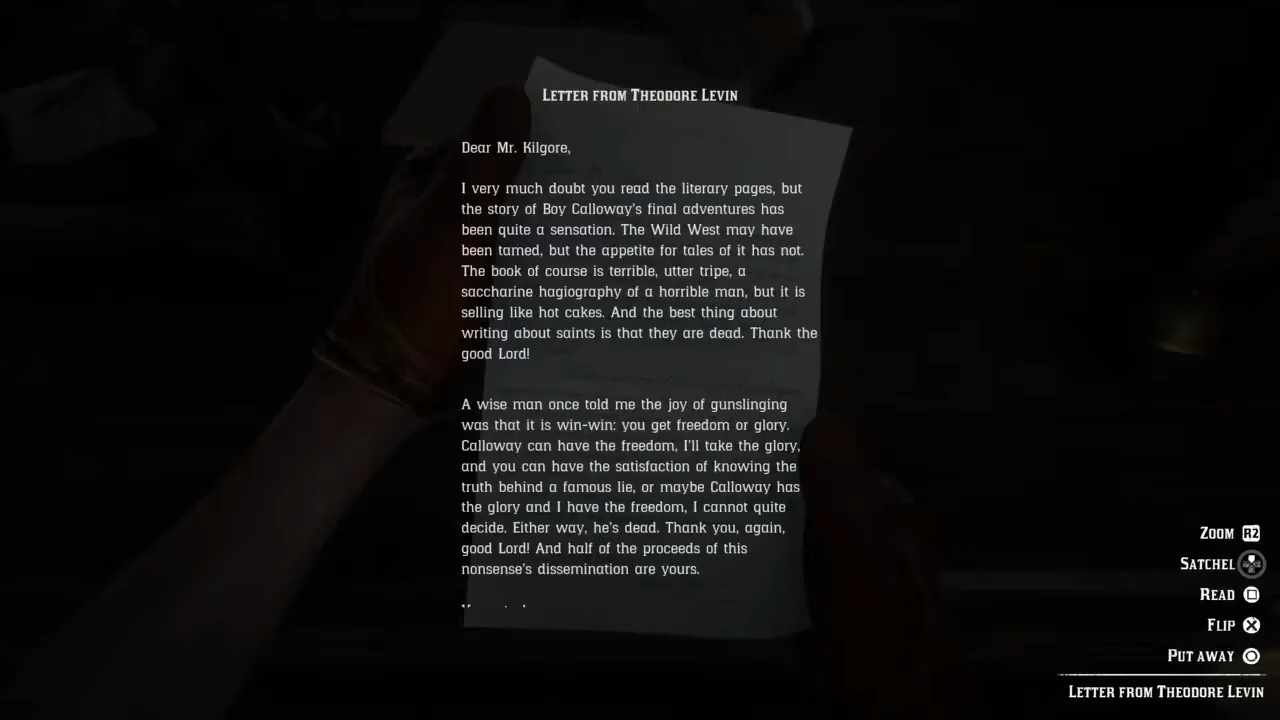 LETTER FROM THEODORE LEVIN
Dear Mr. Kilgore,
I very much doubt you read the literary pages, but
the story of Boy Calloway's final adventures has
been quite a sensation. The Wild West may have
been tamed, but the appetite for tales of it has not.
The book of course is terrible, utter tripe, a
saccharine hagiography of a horrible man, but it is
selling like hot cakes. And the best thing about
writing about saints is that they are dead. Thank the
good Lord!
A wise man once told me the joy of gunslinging
was that it is win-win: you get freedom or glory.
Calloway can have the freedom, I'll take the glory,
and you can have the satisfaction of knowing the
truth behind a famous lie, or maybe Calloway has
the glory and I have the freedom, I cannot quite
decide. Either way, he's dead. Thank you, again,
good Lord! And half of the proceeds of this
nonsense's dissemination are yours.
ZOOM R2
SATCHEL
READ
FLIP
PUT AWAY
LETTER FROM THEODORE LEVIN